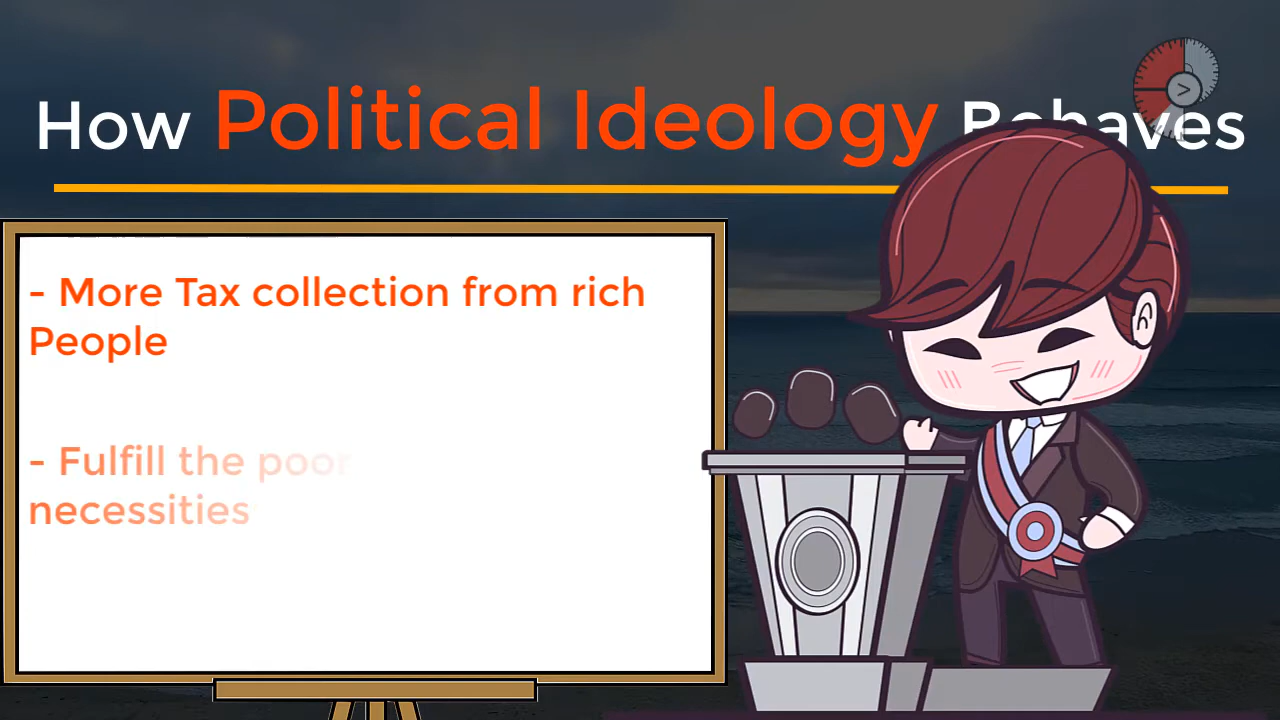 How Political Ideology Behaves
- More Tax collection from rich
People
- Fulfill the poor
necessities